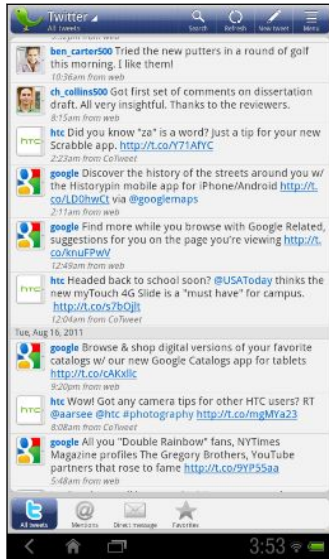 Twitter
All tweets
Search
Refresh
New tweet
Menu
ben_carter500 Tried the new putters in a round of golf
this morning. I like them!
10:36am from web
ch_collins500 Got first set of comments on dissertation
draft. All very insightful. Thanks to the reviewers.
8:15am from web
htc Did you know "za" is a word? Just a tip for your new
Scrabble app. http://t.co/Y71AfYC
2:23am from CoTweet
google Discover the history of the streets around you w/
the Historypin mobile app for iPhone/Android http://t.
co/LD0hwCt via @googlemaps
2:11am from web
google Find more while you browse with Google Related,
suggestions for you on the page you're viewing http://t.
co/knuFPwV
12:49am from web
htc Headed back to school soon? @USAToday thinks the
new myTouch 4G Slide is a "must have" for campus.
http://t.co/s7bOjlt
12:04am from CoTweet
Tue, Aug 16, 2011
google Browse & shop digital versions of your favorite
catalogs w/ our new Google Catalogs app for tablets
http://t.co/cAKxllc
9:20pm from web
htc Wow! Got any camera tips for other HTC users? RT
@aarsee @htc #photography http://t.co/mgMYa23
8:08am from CoTweet
google All you "Double Rainbow" fans, NYTimes
Magazine profiles The Gregory Brothers, YouTube
partners that rose to fame http://t.co/9YP55aa
5:48am from web
All tweets
Mentions
Direct message
Favorites
3:53